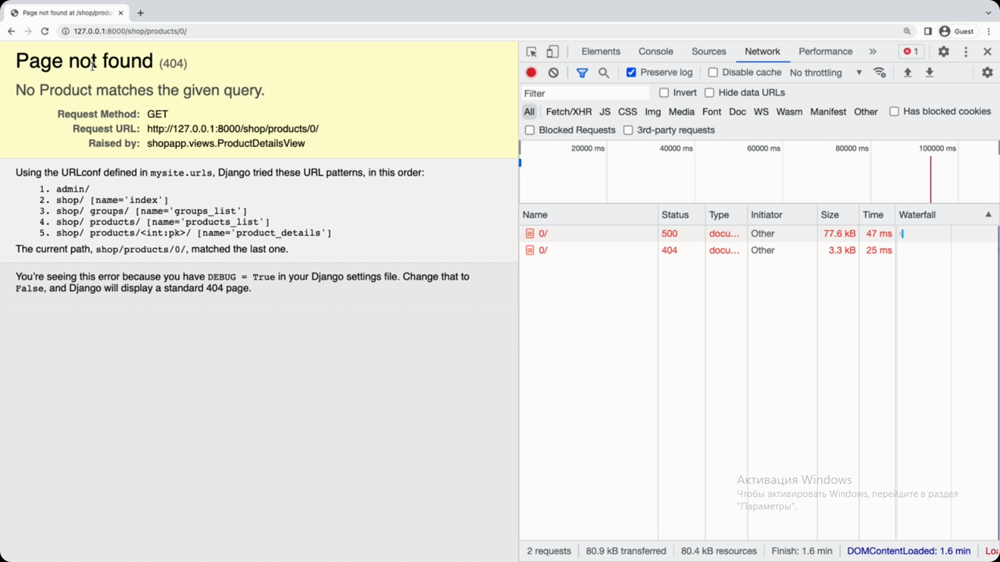 Page not found at /shop/produ
127.0.0.1:8000/shop/products/0/
Guest
Page not found (404)
No Product matches the given query.
Request Method: GET
Request URL: http://127.0.0.1:8000/shop/products/0/
Raised by: shopapp.views.ProductDetailsView
Using the URLconf defined in mysite.urls, Django tried these URL patterns, in this order:
1. admin/
2. shop/ [name='index']
3. shop/ groups/ [name='groups_list']
4. shop/ products/ [name='products_list']
5. shop/ products/<int:pk>/ [name='product_details']
The current path, shop/products/0/, matched the last one.
You're seeing this error because you have DEBUG = True in your Django settings file. Change that to
False, and Django will display a standard 404 page.
Elements Console Sources Network Performance » 1
Preserve log Disable cache No throttling
Filter Invert Hide data URLs
All Fetch/XHR JS CSS Img Media Font Doc WS Wasm Manifest Other Has blocked cookies
Blocked Requests 3rd-party requests
20000 ms 40000 ms 60000 ms 80000 ms 100000 ms
Name Status Type Initiator Size Time Waterfall
0/ 500 docu... Other 77.6 kB 47 ms
0/ 404 docu... Other 3.3 kB 25 ms
Активация Windows
Чтобы активировать Windows, перейдите в раздел
"Параметры".
2 requests 80.9 kB transferred 80.4 kB resources Finish: 1.6 min DOMContentLoaded: 1.6 min